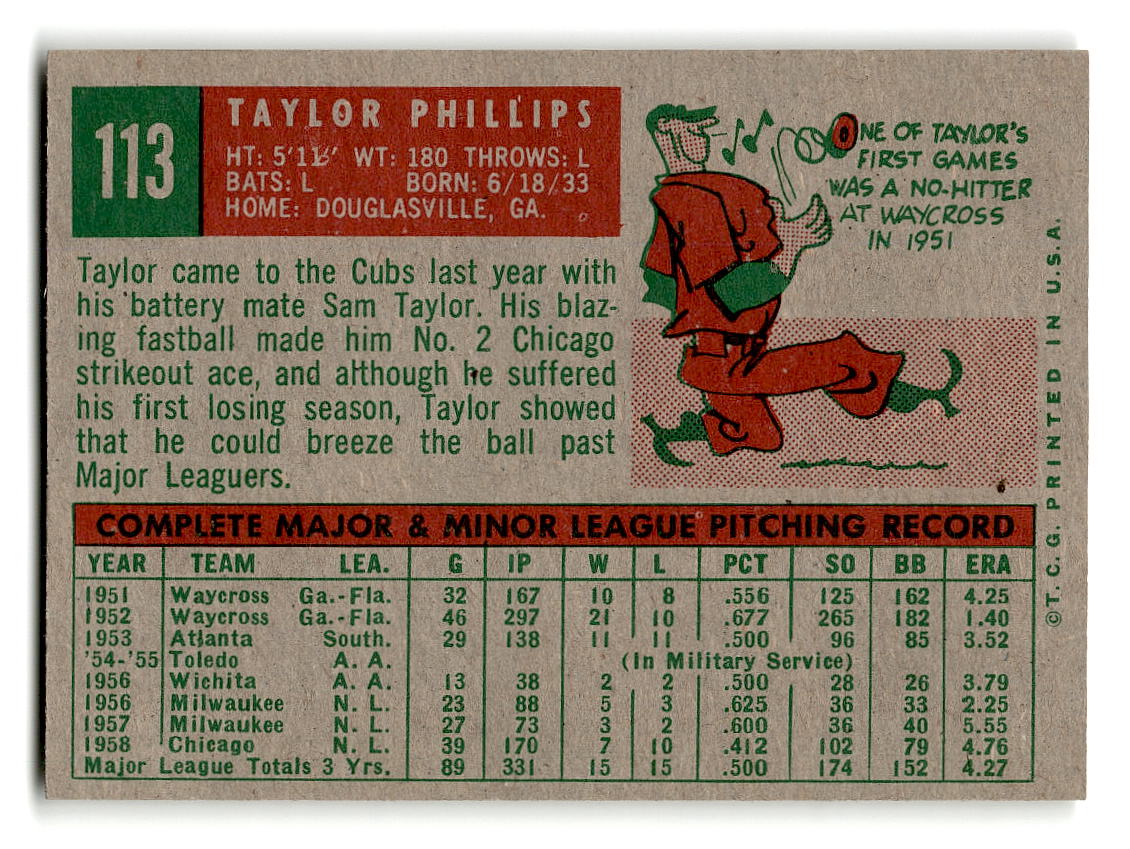 113
TAYLOR PHILLIPS
HT: 5'11½" WT: 180 THROWS: L
BATS: L BORN: 6/18/33
HOME: DOUGLASVILLE, GA.
ONE OF TAYLOR'S
FIRST GAMES
WAS A NO-HITTER
AT WAYCROSS
IN 1951
Taylor came to the Cubs last year with
his battery mate Sam Taylor. His blaz-
ing fastball made him No. 2 Chicago
strikeout ace, and although he suffered
his first losing season, Taylor showed
that he could breeze the ball past
Major Leaguers.
COMPLETE MAJOR & MINOR LEAGUE PITCHING RECORD
YEAR TEAM LEA. G IP W L PCT SO BB ERA
1951 Waycross Ga.-Fla. 32 167 10 8 .556 125 162 4.25
1952 Waycross Ga.-Fla. 46 297 21 10 .677 265 182 1.40
1953 Atlanta South. 29 138 11 11 .500 96 85 3.52
'54-'55 Toledo A. A. (In Military Service)
1956 Wichita A. A. 13 38 2 2 .500 28 26 3.79
1956 Milwaukee N. L. 23 88 5 3 .625 36 33 2.25
1957 Milwaukee N. L. 27 73 3 2 .600 36 40 5.55
1958 Chicago N. L. 39 170 7 10 .412 102 79 4.76
Major League Totals 3 Yrs. 89 331 15 15 .500 174 152 4.27
©T. C. G. PRINTED IN U.S.A.